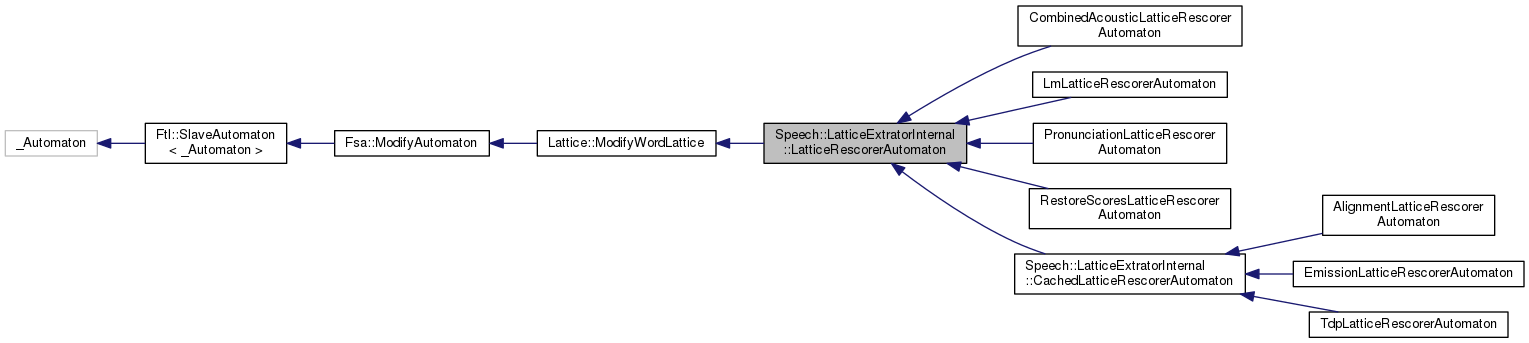 _Automaton
Ftl::SlaveAutomaton
< _Automaton >
Fsa::ModifyAutomaton
Lattice::ModifyWordLattice
Speech::LatticeExtratorInternal
::LatticeRescorerAutomaton
CombinedAcousticLatticeRescorer
Automaton
LmLatticeRescorerAutomaton
PronunciationLatticeRescorer
Automaton
RestoreScoresLatticeRescorer
Automaton
Speech::LatticeExtratorInternal
::CachedLatticeRescorerAutomaton
AlignmentLatticeRescorer
Automaton
EmissionLatticeRescorerAutomaton
TdpLatticeRescorerAutomaton